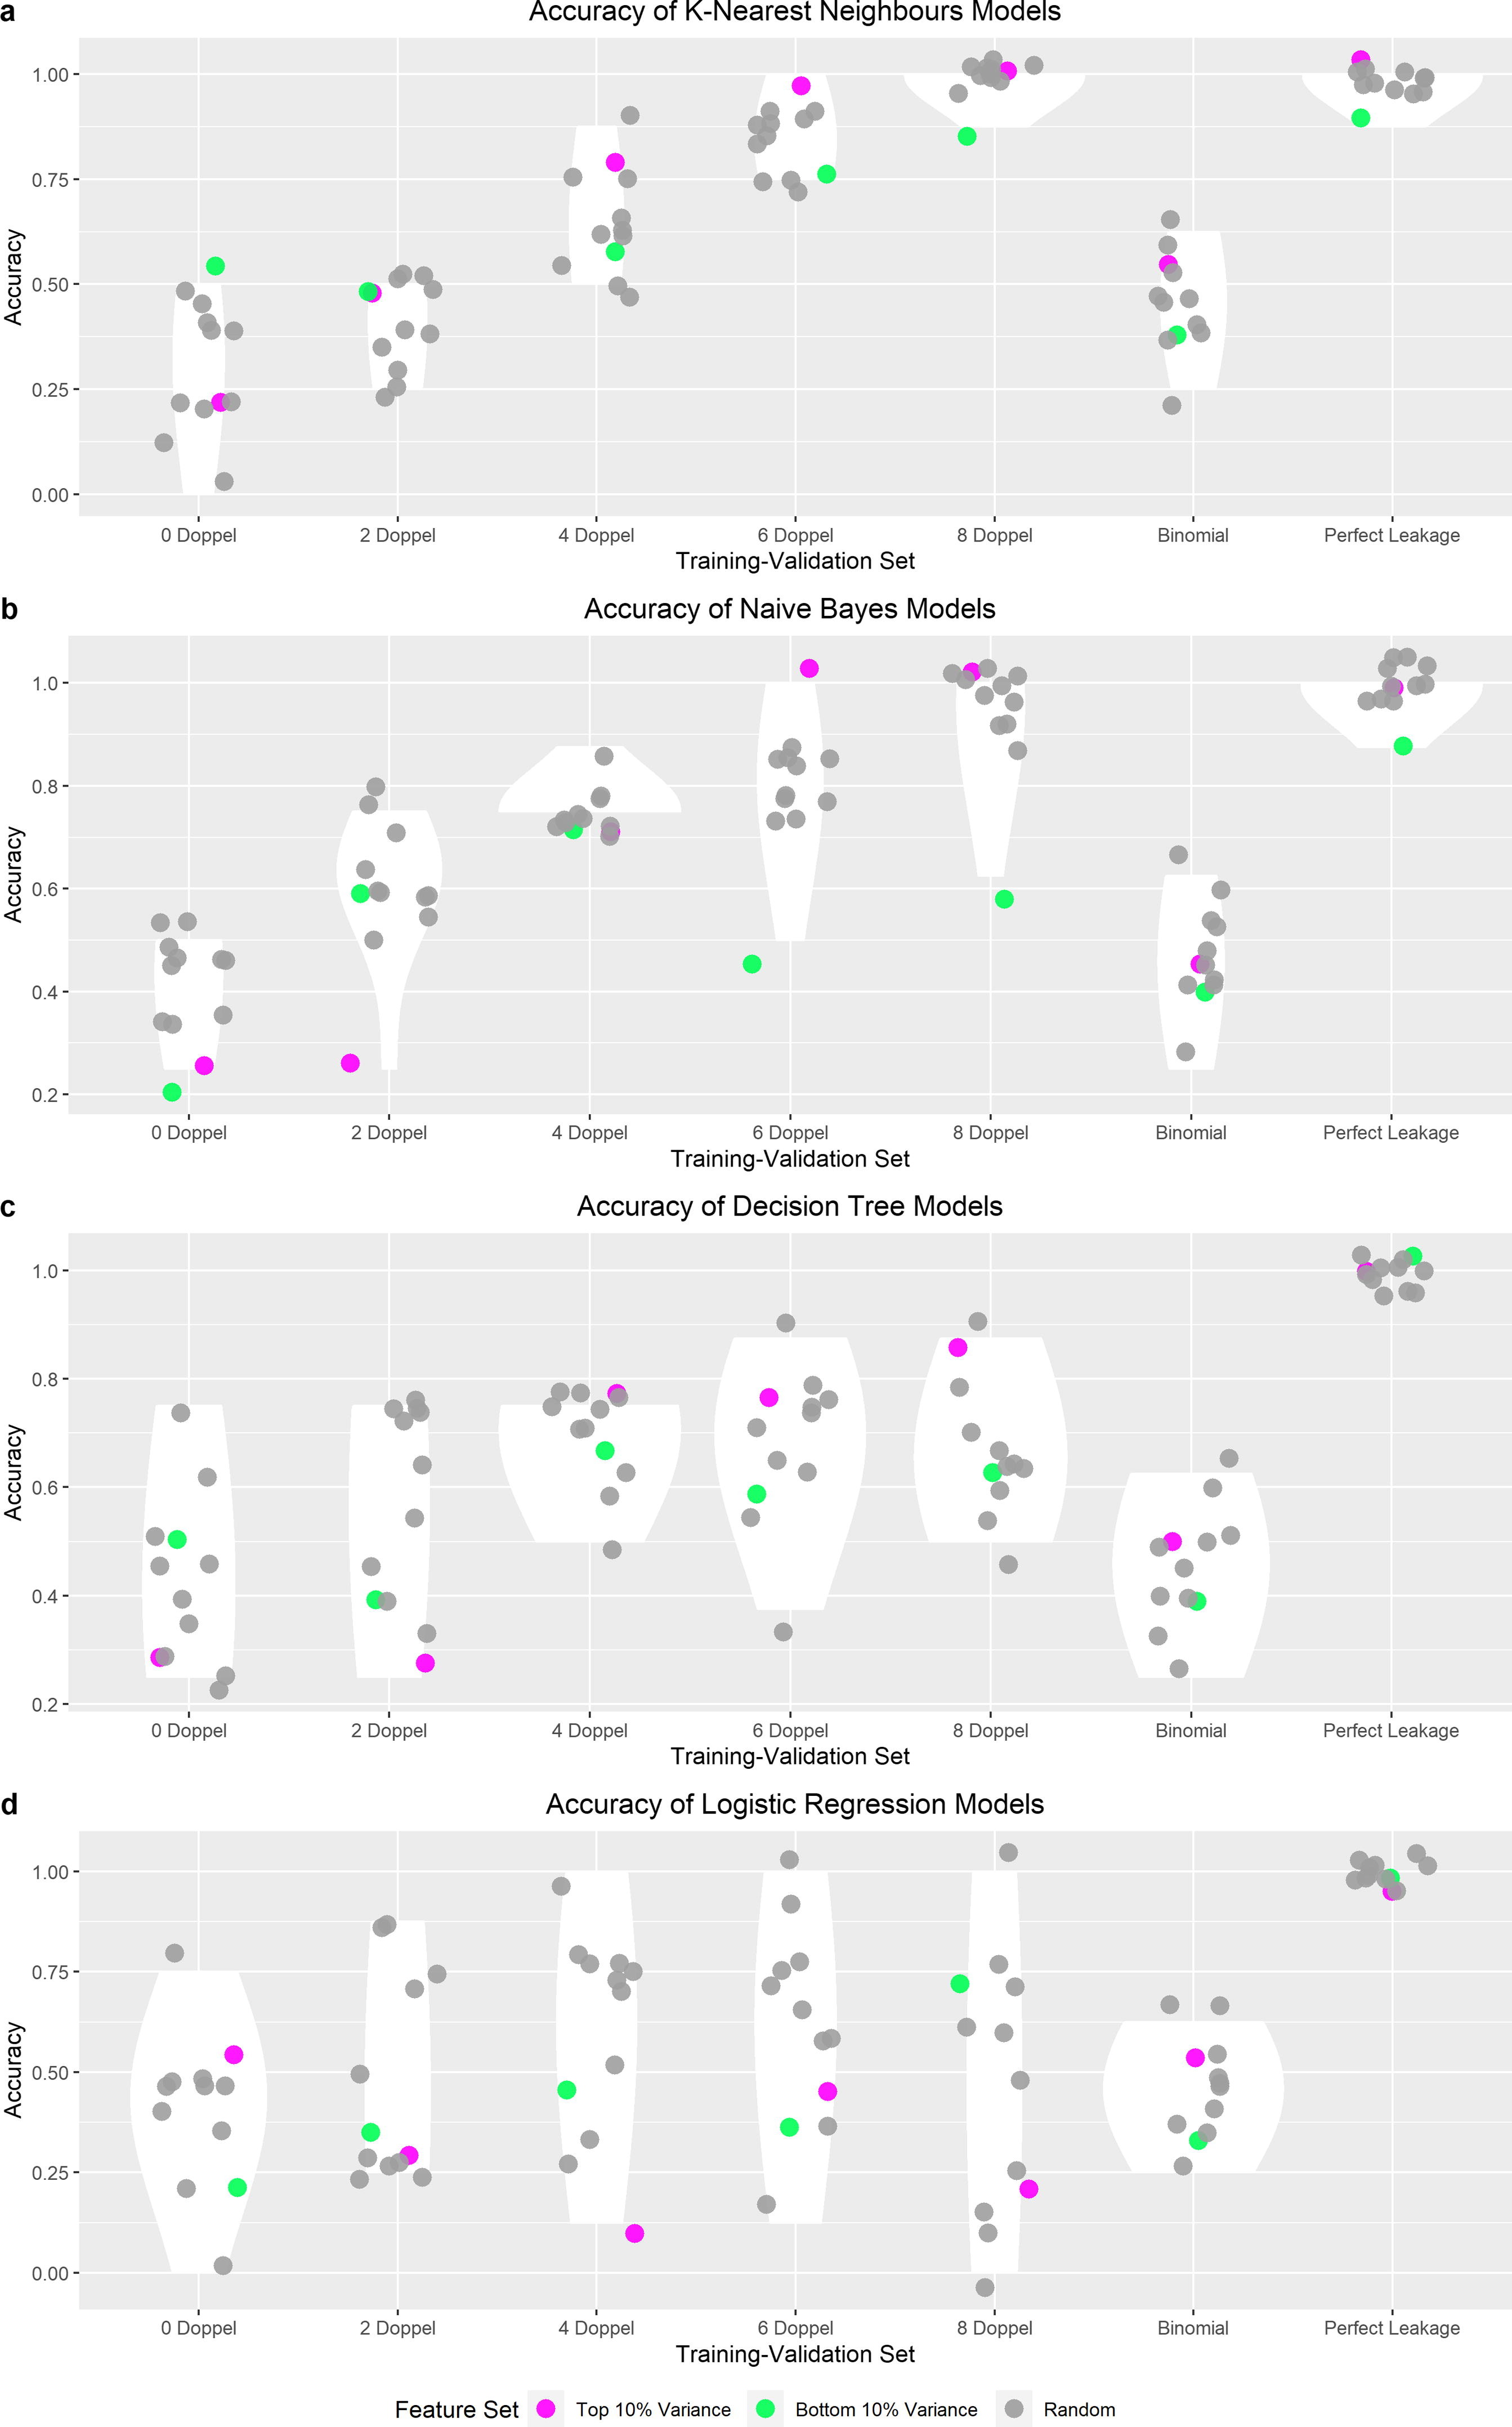 a
Accuracy of K-Nearest Neighbours Models
Accuracy
1.00
0.75
0.50
0.25
0.00
0 Doppel 2 Doppel 4 Doppel 6 Doppel 8 Doppel Binomial Perfect Leakage
Training-Validation Set
b
Accuracy of Naive Bayes Models
Accuracy
1.0
0.8
0.6
0.4
0.2
0 Doppel 2 Doppel 4 Doppel 6 Doppel 8 Doppel Binomial Perfect Leakage
Training-Validation Set
c
Accuracy of Decision Tree Models
Accuracy
1.0
0.8
0.6
0.4
0.2
0 Doppel 2 Doppel 4 Doppel 6 Doppel 8 Doppel Binomial Perfect Leakage
Training-Validation Set
d
Accuracy of Logistic Regression Models
Accuracy
1.00
0.75
0.50
0.25
0.00
0 Doppel 2 Doppel 4 Doppel 6 Doppel 8 Doppel Binomial Perfect Leakage
Training-Validation Set
Feature Set Top 10% Variance Bottom 10% Variance Random